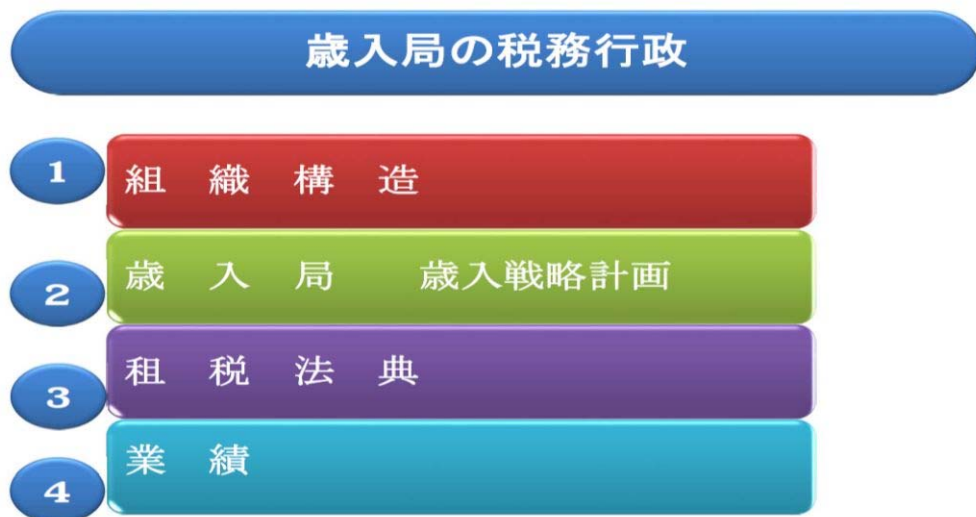 歳入局の税務行政
1 組 織 構 造
2 歳 入 局 歳入戦略計画
3 租 税 法 典
4 業 績